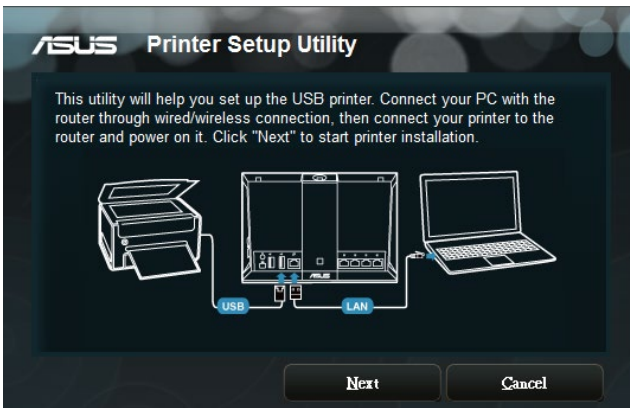 ASUS Printer Setup Utility
This utility will help you set up the USB printer. Connect your PC with the
router through wired/wireless connection, then connect your printer to the
router and power on it. Click "Next" to start printer installation.
ASUS
USB
LAN
Next
Cancel